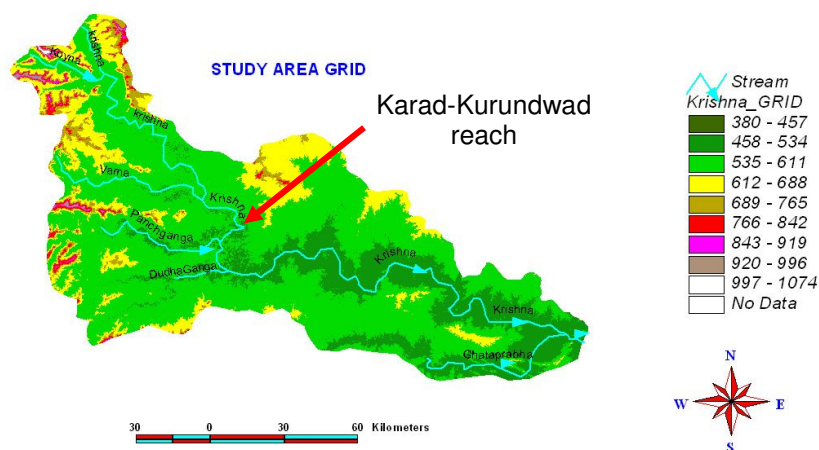 STUDY AREA GRID
Karad-Kurundwad
reach
Koyna
krishna
krishna
Varna
Krishna
Panchganga
DudhaGanga
Krishna
Krishna
Ghataprabha
Stream
Krishna_GRID
380 - 457
458 - 534
535 - 611
612 - 688
689 - 765
766 - 842
843 - 919
920 - 996
997 - 1074
No Data
N
W E
S
30 0 30 60 Kilometers